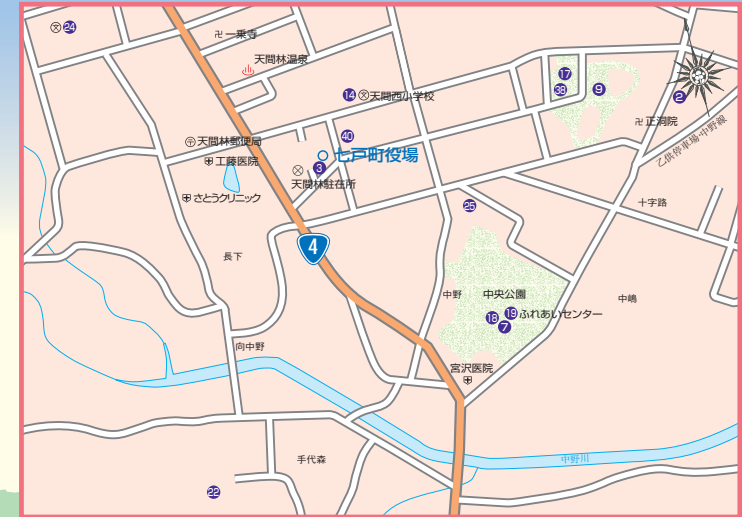 24
卍一乗寺
天間林温泉
17
38
9
2
14
天間西小学校
卍正洞院
〒天間林郵便局
40
七戸町役場
乙供停車場・中野線
工藤医院
3
天間林駐在所
さとうクリニック
25
十字路
4
長下
中野
中央公園
中嶋
18
19
ふれあいセンター
7
向中野
宮沢医院
手代森
中野川
22